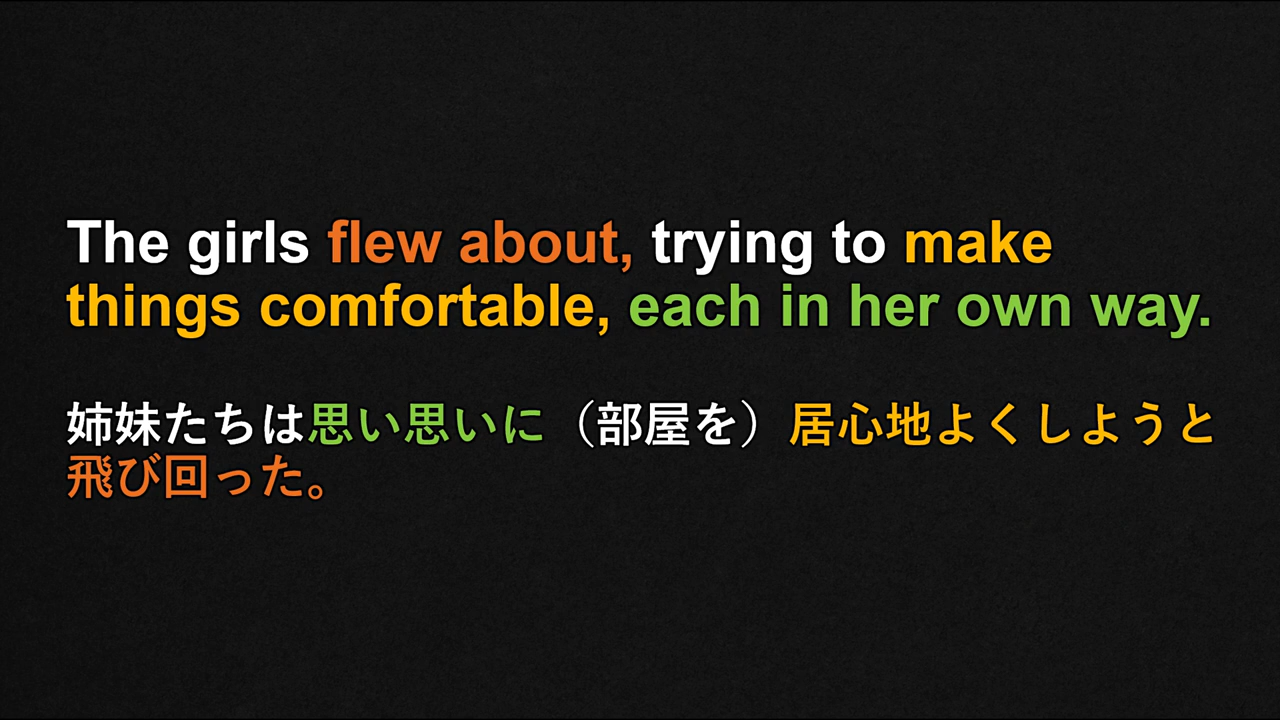 The girls flew about, trying to make
things comfortable, each in her own way.
姉妹たちは思い思いに（部屋を）居心地よくしようと
飛び回った。